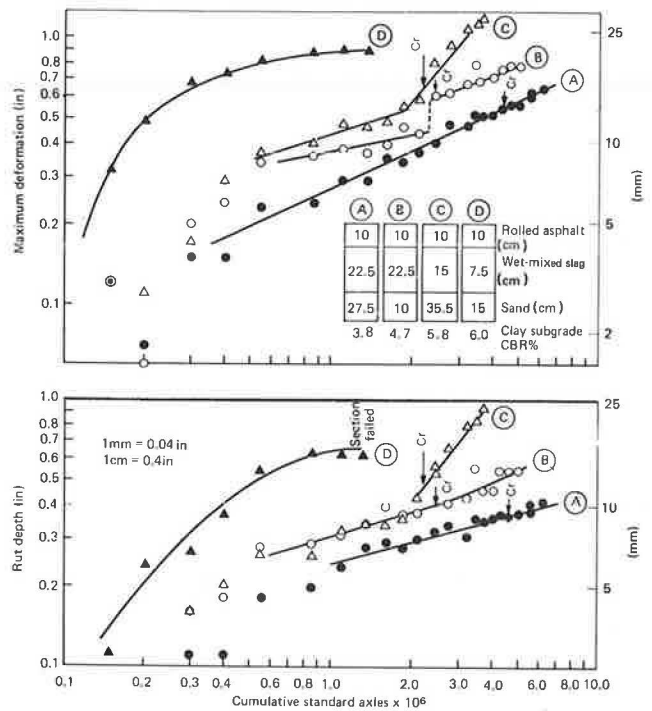 1.0
0.9
0.8
0.7
0.6
0.5
0.4
0.3
0.2
0.1
Maximum deformation (in)
D
C
B
A
Cr
Cr
Cr
25
10
5
2
(mm)
A B C D
10 10 10 10 Rolled asphalt (cm)
22.5 22.5 15 7.5 Wet-mixed slag (cm)
27.5 10 35.5 15 Sand (cm)
3.8 4.7 5.8 6.0 Clay subgrade
CBR%
1.0
0.8
0.6
0.5
0.4
0.3
0.2
0.1
Rut depth (in)
1mm = 0.04 in
1cm = 0.4in
Section
failed
D
C
B
A
Cr
Cr
Cr
25
10
5
(mm)
0.1 0.2 0.4 0.6 0.8 1.0 2.0 3.0 4.0 6.0 8.0 10.0
Cumulative standard axles x 10⁶